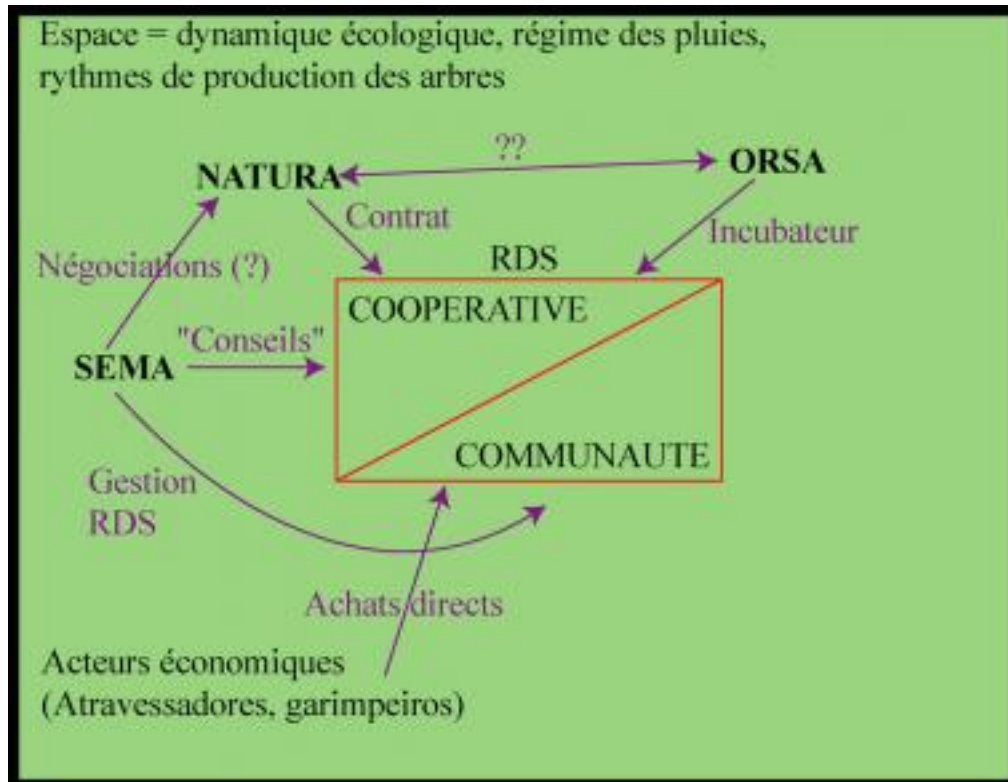 Espace = dynamique écologique, régime des pluies,
rythmes de production des arbres
??
NATURA
ORSA
Contrat
Incubateur
Négociations (?)
RDS
COOPERATIVE
"Conseils"
SEMA
COMMUNAUTE
Gestion
RDS
Achats directs
Acteurs économiques
(Atravessadores, garimpeiros)